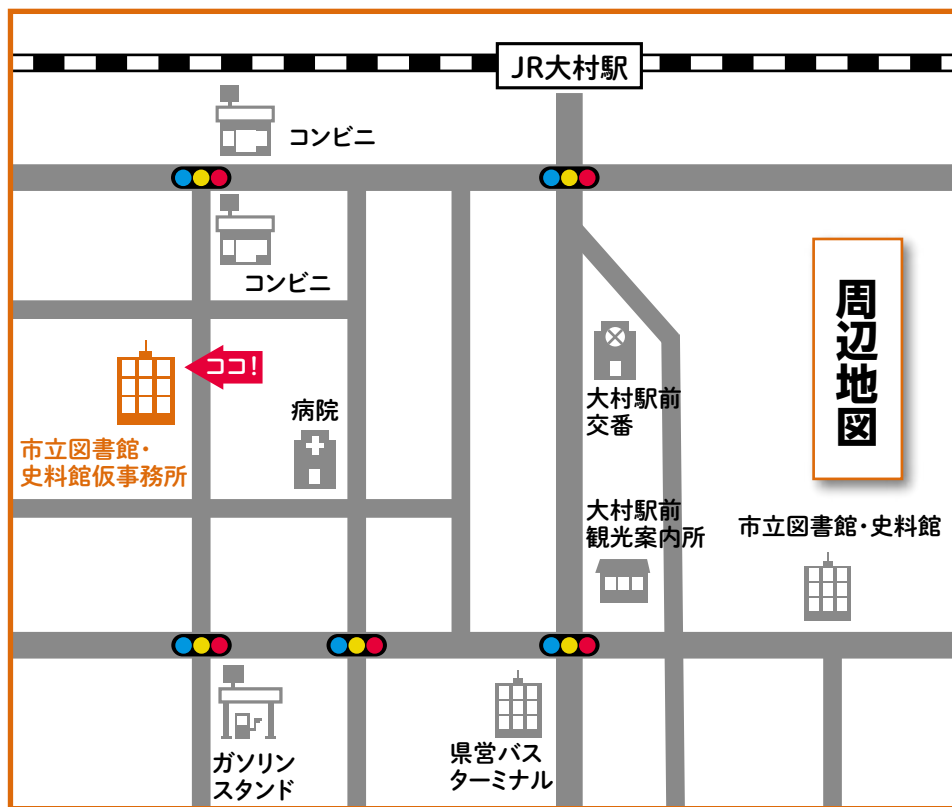 JR大村駅
コンビニ
コンビニ
周辺地図
ココ!
市立図書館・
史料館仮事務所
病院
大村駅前
交番
大村駅前
観光案内所
市立図書館・史料館
ガソリン
スタンド
県営バス
ターミナル